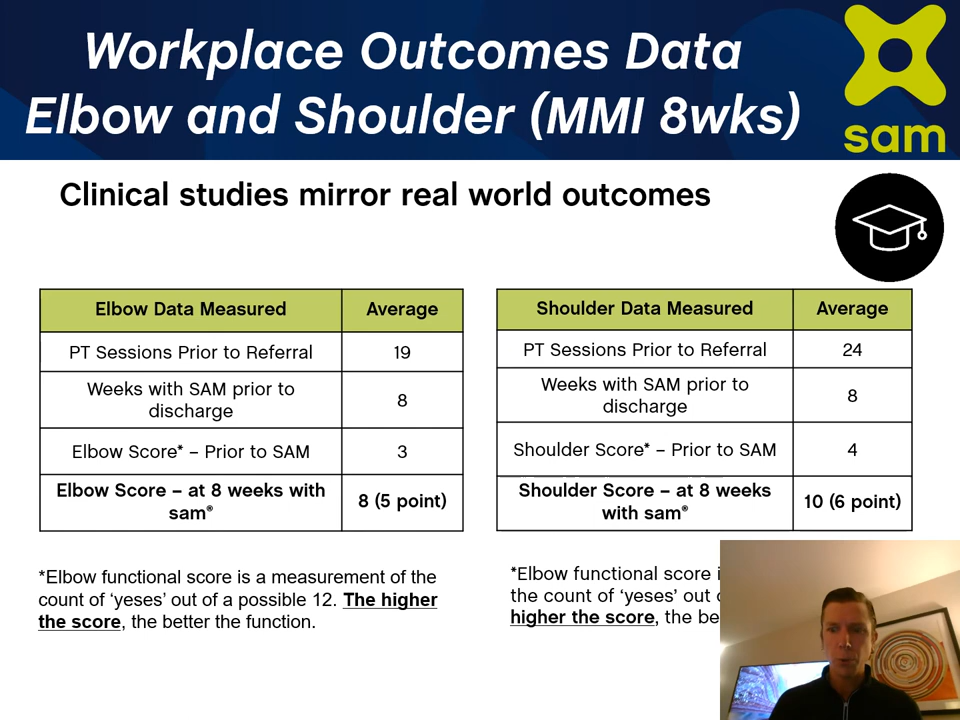 Workplace Outcomes Data
Elbow and Shoulder (MMI 8wks)
sam
Clinical studies mirror real world outcomes
Elbow Data Measured Average
PT Sessions Prior to Referral 19
Weeks with SAM prior to
discharge 8
Elbow Score* – Prior to SAM 3
Elbow Score – at 8 weeks with
sam® 8 (5 point)
*Elbow functional score is a measurement of the
count of ‘yeses’ out of a possible 12. The higher
the score, the better the function.
Shoulder Data Measured Average
PT Sessions Prior to Referral 24
Weeks with SAM prior to
discharge 8
Shoulder Score* – Prior to SAM 4
Shoulder Score – at 8 weeks
with sam® 10 (6 point)
*Elbow functional score
the count of ‘yeses’ out
higher the score, the